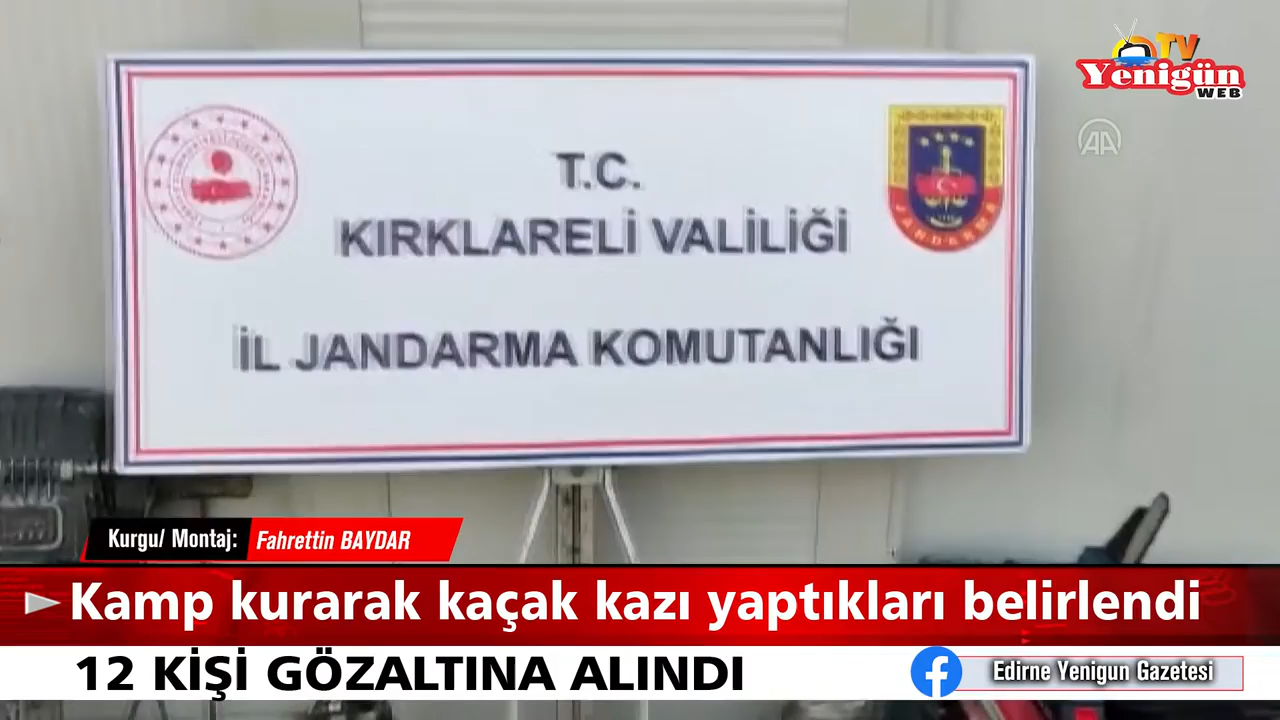 TV
Yenigün
WEB
AA
T.C.
KIRKLARELİ VALİLİĞİ
İL JANDARMA KOMUTANLIĞI
JANDARMA
Kurgu/ Montaj: Fahrettin BAYDAR
Kamp kurarak kaçak kazı yaptıkları belirlendi
12 KİŞİ GÖZALTINA ALINDI
Edirne Yenigun Gazetesi